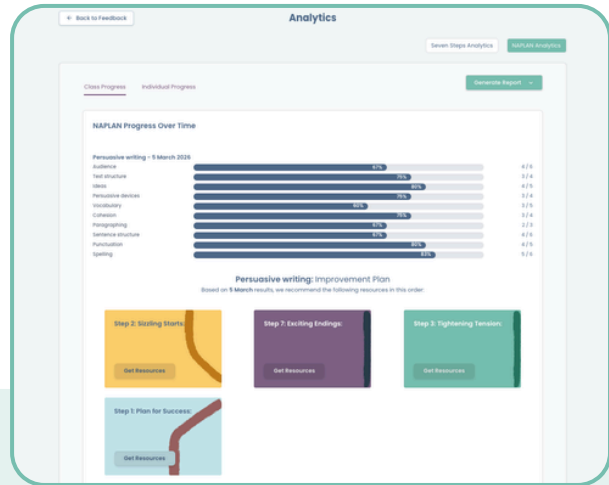 ← Back to Feedback
Analytics
Seven Steps Analytics
NAPLAN Analytics
Class Progress
Individual Progress
Generate Report
NAPLAN Progress Over Time
Persuasive writing - 5 March 2026
Audience 67% 4 / 6
Text structure 75% 3 / 4
Ideas 80% 4 / 5
Persuasive devices 75% 3 / 4
Vocabulary 60% 3 / 5
Cohesion 75% 3 / 4
Paragraphing 67% 2 / 3
Sentence structure 67% 4 / 6
Punctuation 80% 4 / 5
Spelling 83% 5 / 6
Persuasive writing: Improvement Plan
Based on 5 March results, we recommend the following resources in this order:
Step 2: Sizzling Starts:
Get Resources
Step 7: Exciting Endings:
Get Resources
Step 3: Tightening Tension:
Get Resources
Step 1: Plan for Success:
Get Resources